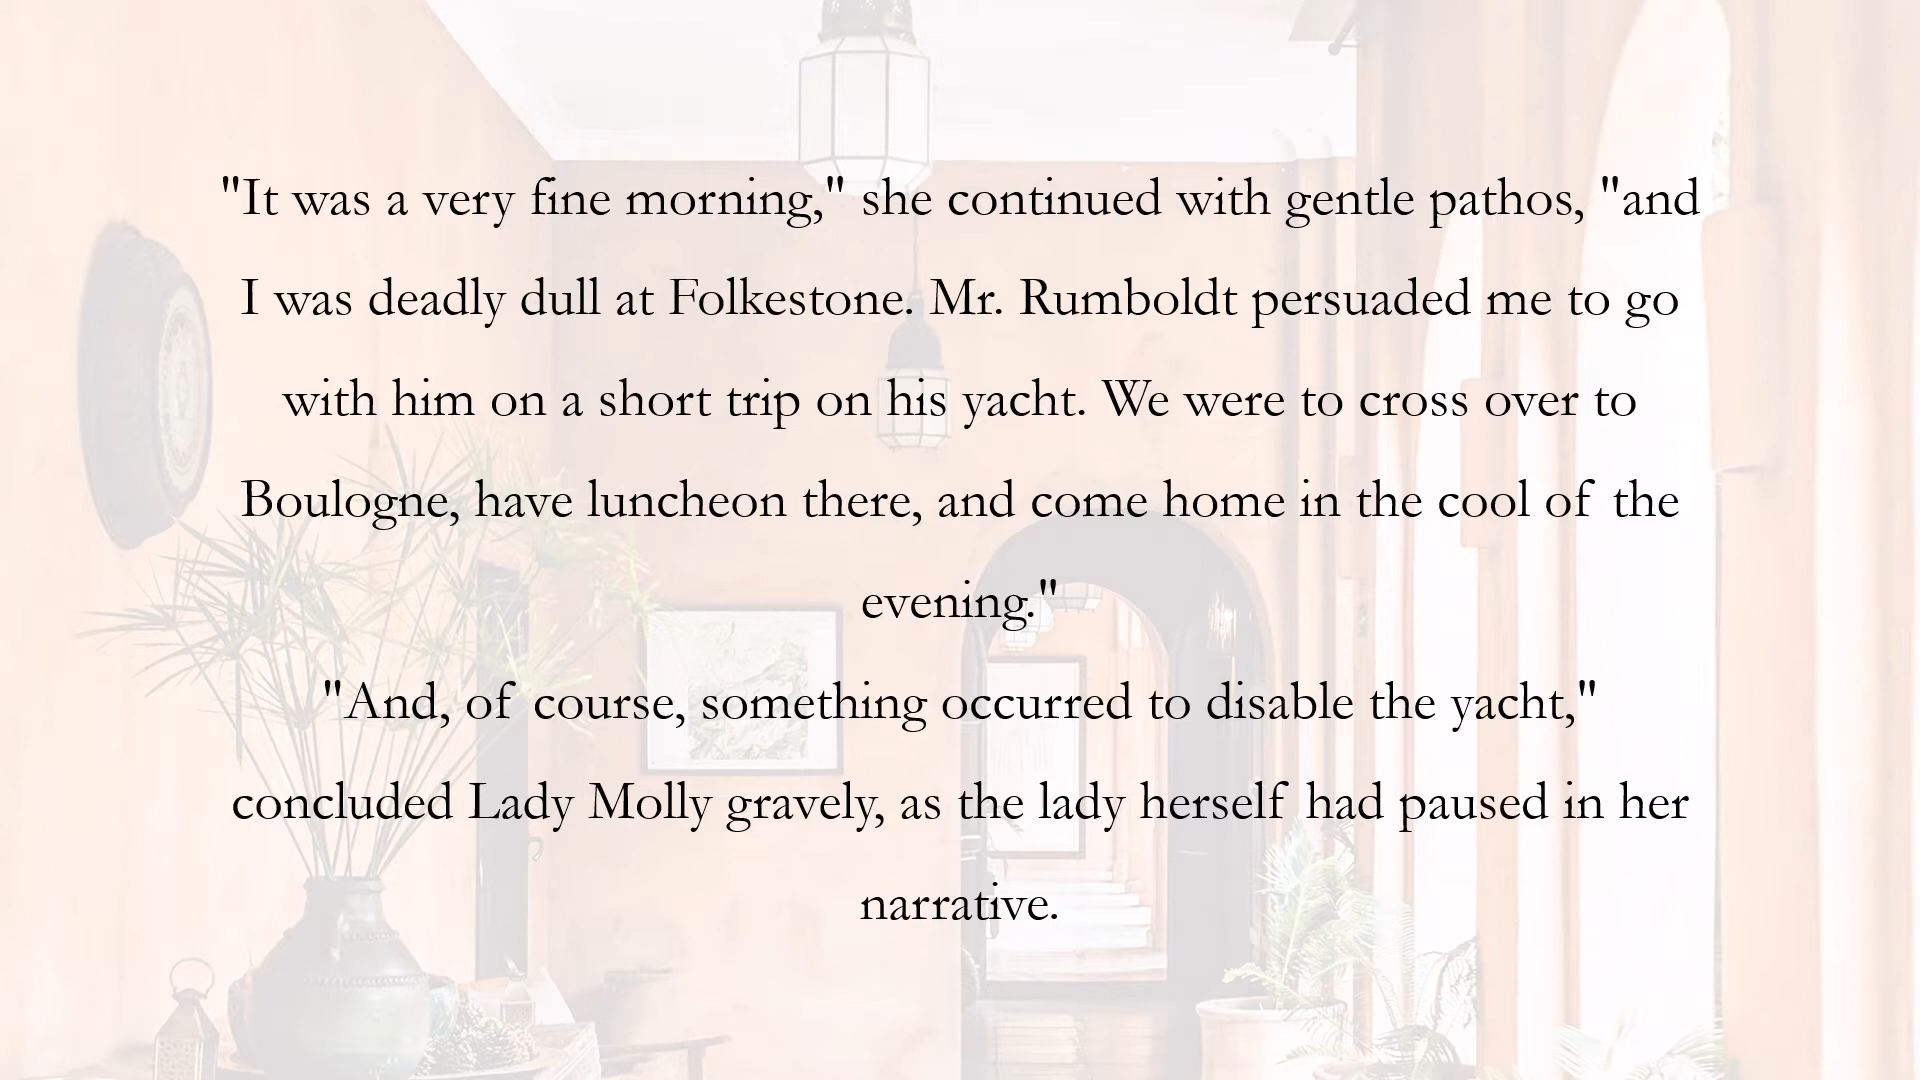 "It was a very fine morning," she continued with gentle pathos, "and
I was deadly dull at Folkestone. Mr. Rumboldt persuaded me to go
with him on a short trip on his yacht. We were to cross over to
Boulogne, have luncheon there, and come home in the cool of the
evening."
"And, of course, something occurred to disable the yacht,"
concluded Lady Molly gravely, as the lady herself had paused in her
narrative.